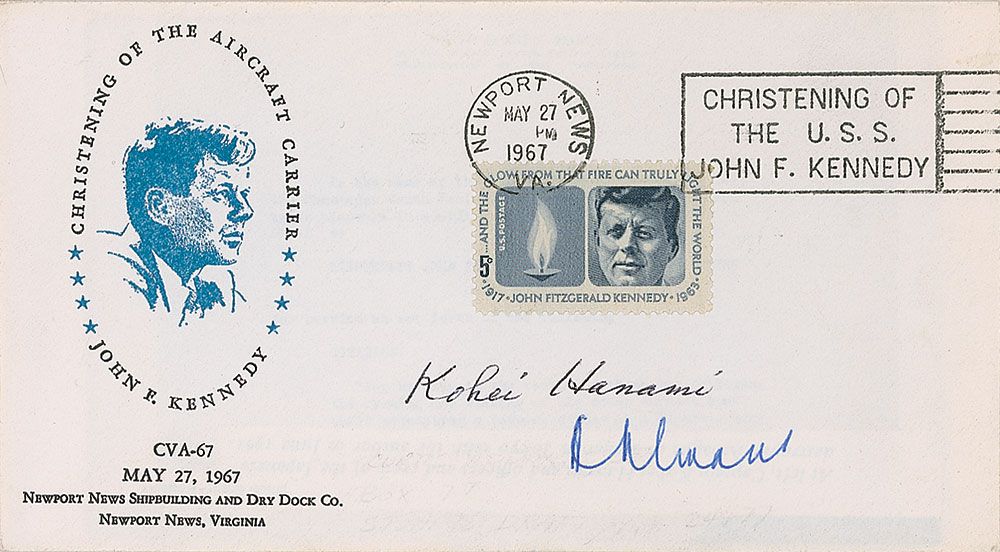 CHRISTENING OF THE AIRCRAFT CARRIER
JOHN F. KENNEDY
CVA-67
MAY 27, 1967
NEWPORT NEWS SHIPBUILDING AND DRY DOCK CO.
NEWPORT NEWS, VIRGINIA
NEWPORT NEWS
MAY 27
PM
1967
VA.
CHRISTENING OF
THE U. S. S.
JOHN F. KENNEDY
...AND THE GLOW FROM THAT FIRE CAN TRULY LIGHT THE WORLD
U.S. POSTAGE
5c
1917 · JOHN FITZGERALD KENNEDY · 1963
Kohei Hanami